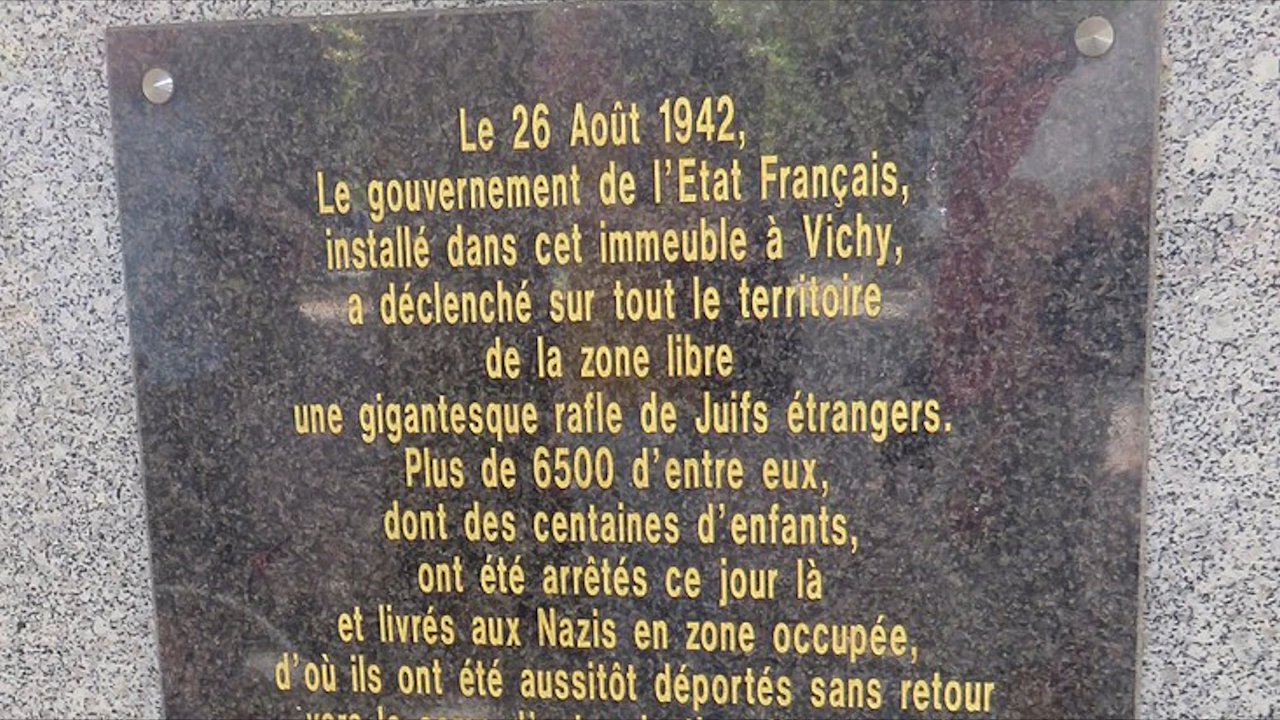 Le 26 Août 1942,
Le gouvernement de l'Etat Français,
installé dans cet immeuble à Vichy,
a déclenché sur tout le territoire
de la zone libre
une gigantesque rafle de Juifs étrangers.
Plus de 6500 d'entre eux,
dont des centaines d'enfants,
ont été arrêtés ce jour là
et livrés aux Nazis en zone occupée,
d'où ils ont été aussitôt déportés sans retour
vers le camp